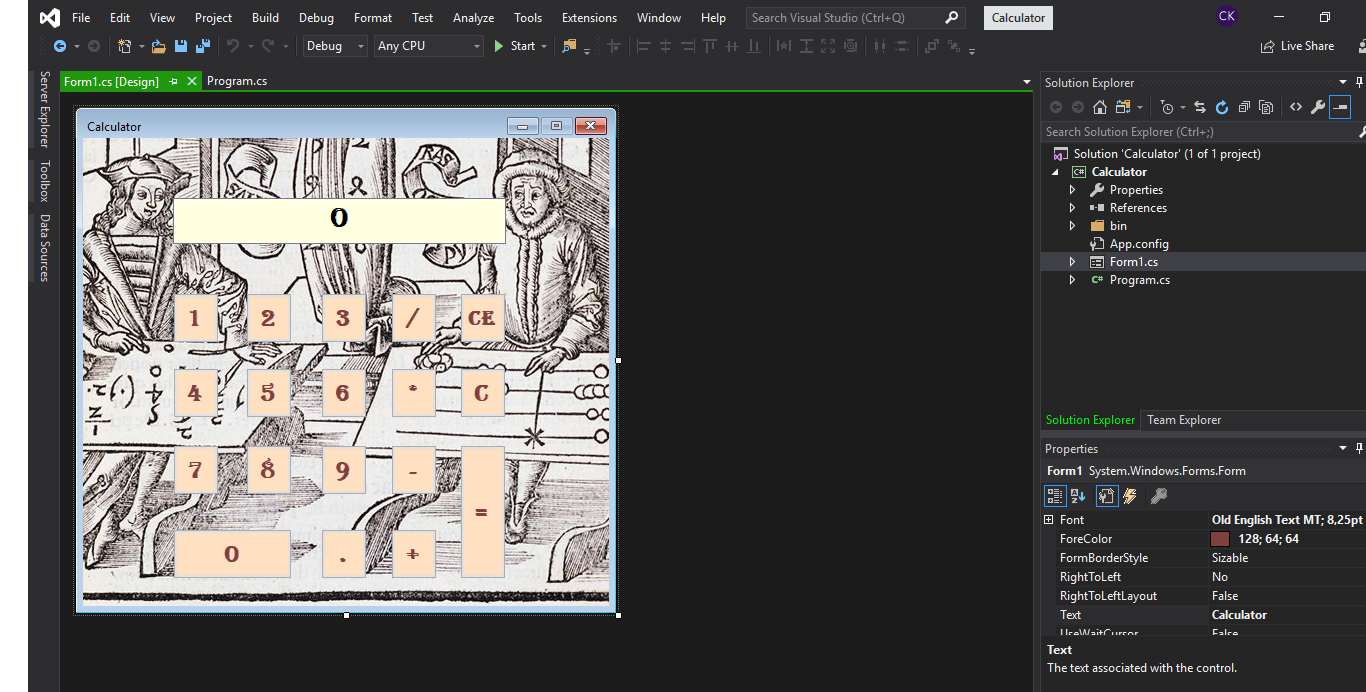 File Edit View Project Build Debug Format Test Analyze Tools Extensions Window Help Search Visual Studio (Ctrl+Q) Calculator CK
Debug Any CPU Start Live Share
Server Explorer
Toolbox
Data Sources
Form1.cs [Design] Program.cs
Calculator
0
1 2 3 / CE
4 5 6 * C
7 8 9 -
=
0 . +
Solution Explorer
Search Solution Explorer (Ctrl+;)
Solution 'Calculator' (1 of 1 project)
Calculator
Properties
References
bin
App.config
Form1.cs
Program.cs
Solution Explorer Team Explorer
Properties
Form1 System.Windows.Forms.Form
Font Old English Text MT; 8,25pt
ForeColor 128; 64; 64
FormBorderStyle Sizable
RightToLeft No
RightToLeftLayout False
Text Calculator
UseWaitCursor False
Text
The text associated with the control.